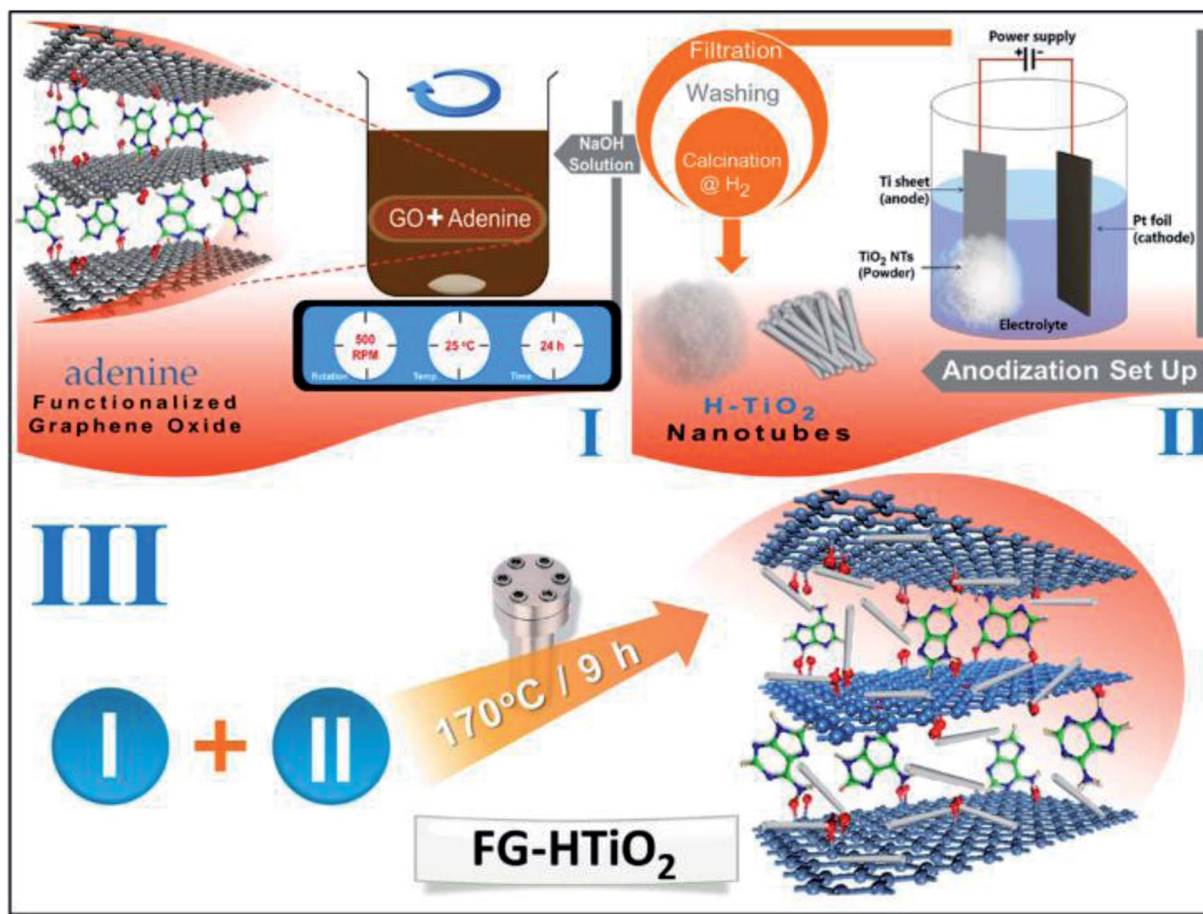 NaOH
Solution
GO + Adenine
500
RPM
Rotation
25 °C
Temp.
24 h
Time
adenine
Functionalized
Graphene Oxide
I
Filtration
Washing
Calcination
@ H₂
Power supply
+ −
Ti sheet
(anode)
Pt foil
(cathode)
TiO₂ NTs
(Powder)
Electrolyte
Anodization Set Up
H-TiO₂
Nanotubes
II
III
I + II
170°C / 9 h
FG-HTiO₂